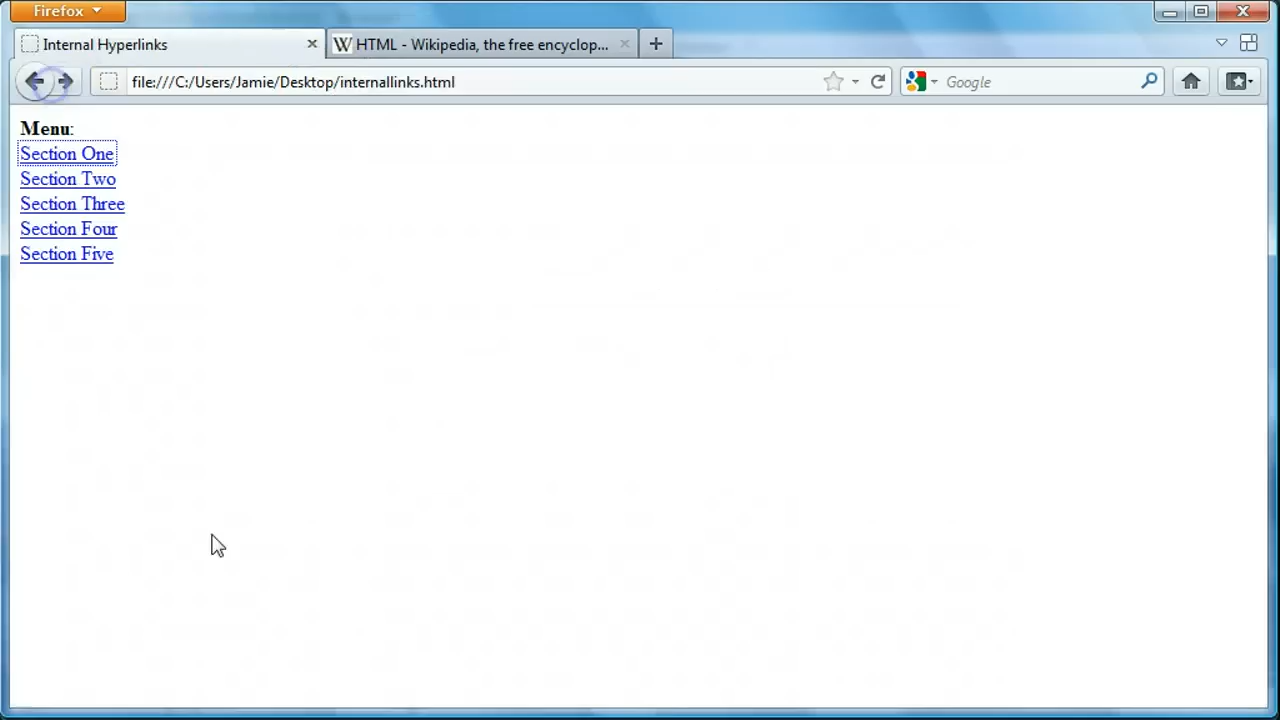 Firefox
Internal Hyperlinks
HTML - Wikipedia, the free encyclop...
file:///C:/Users/Jamie/Desktop/internallinks.html
Google
Menu:
Section One
Section Two
Section Three
Section Four
Section Five